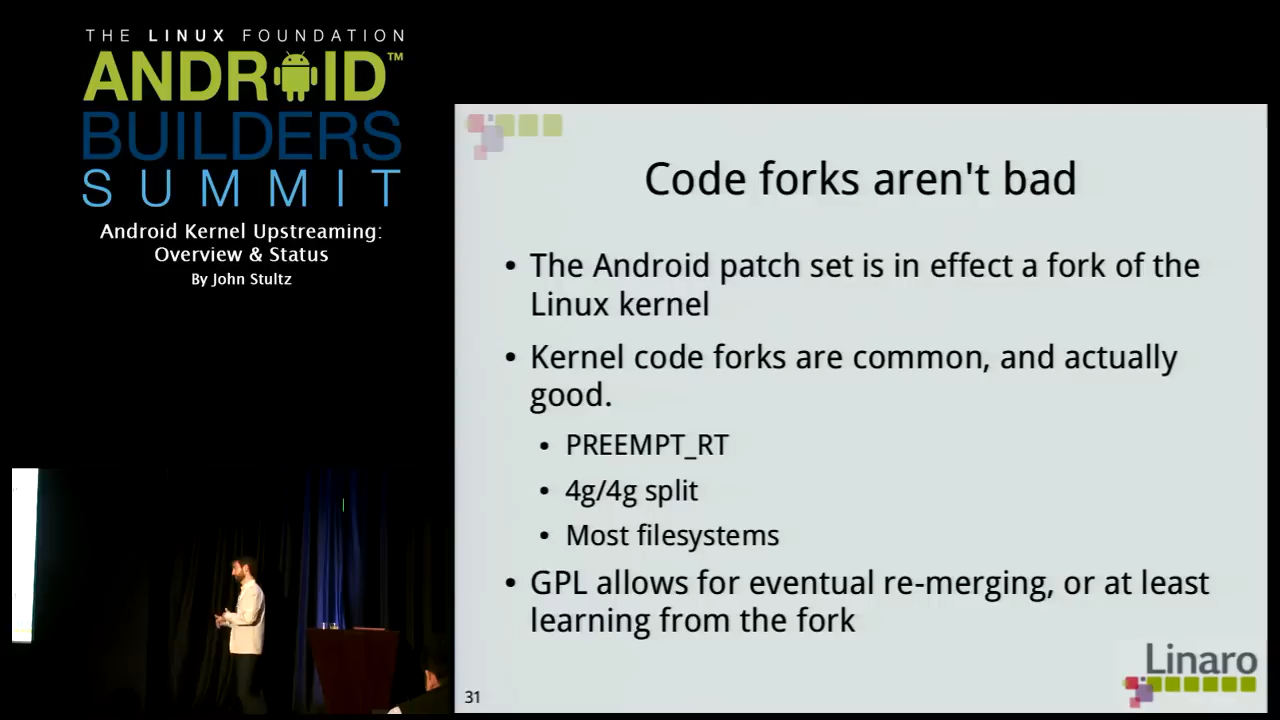 THE LINUX FOUNDATION
ANDROID™
BUILDERS
SUMMIT
Android Kernel Upstreaming:
Overview & Status
By John Stultz
Code forks aren't bad
• The Android patch set is in effect a fork of the
Linux kernel
• Kernel code forks are common, and actually
good.
• PREEMPT_RT
• 4g/4g split
• Most filesystems
• GPL allows for eventual re-merging, or at least
learning from the fork
Linaro
31